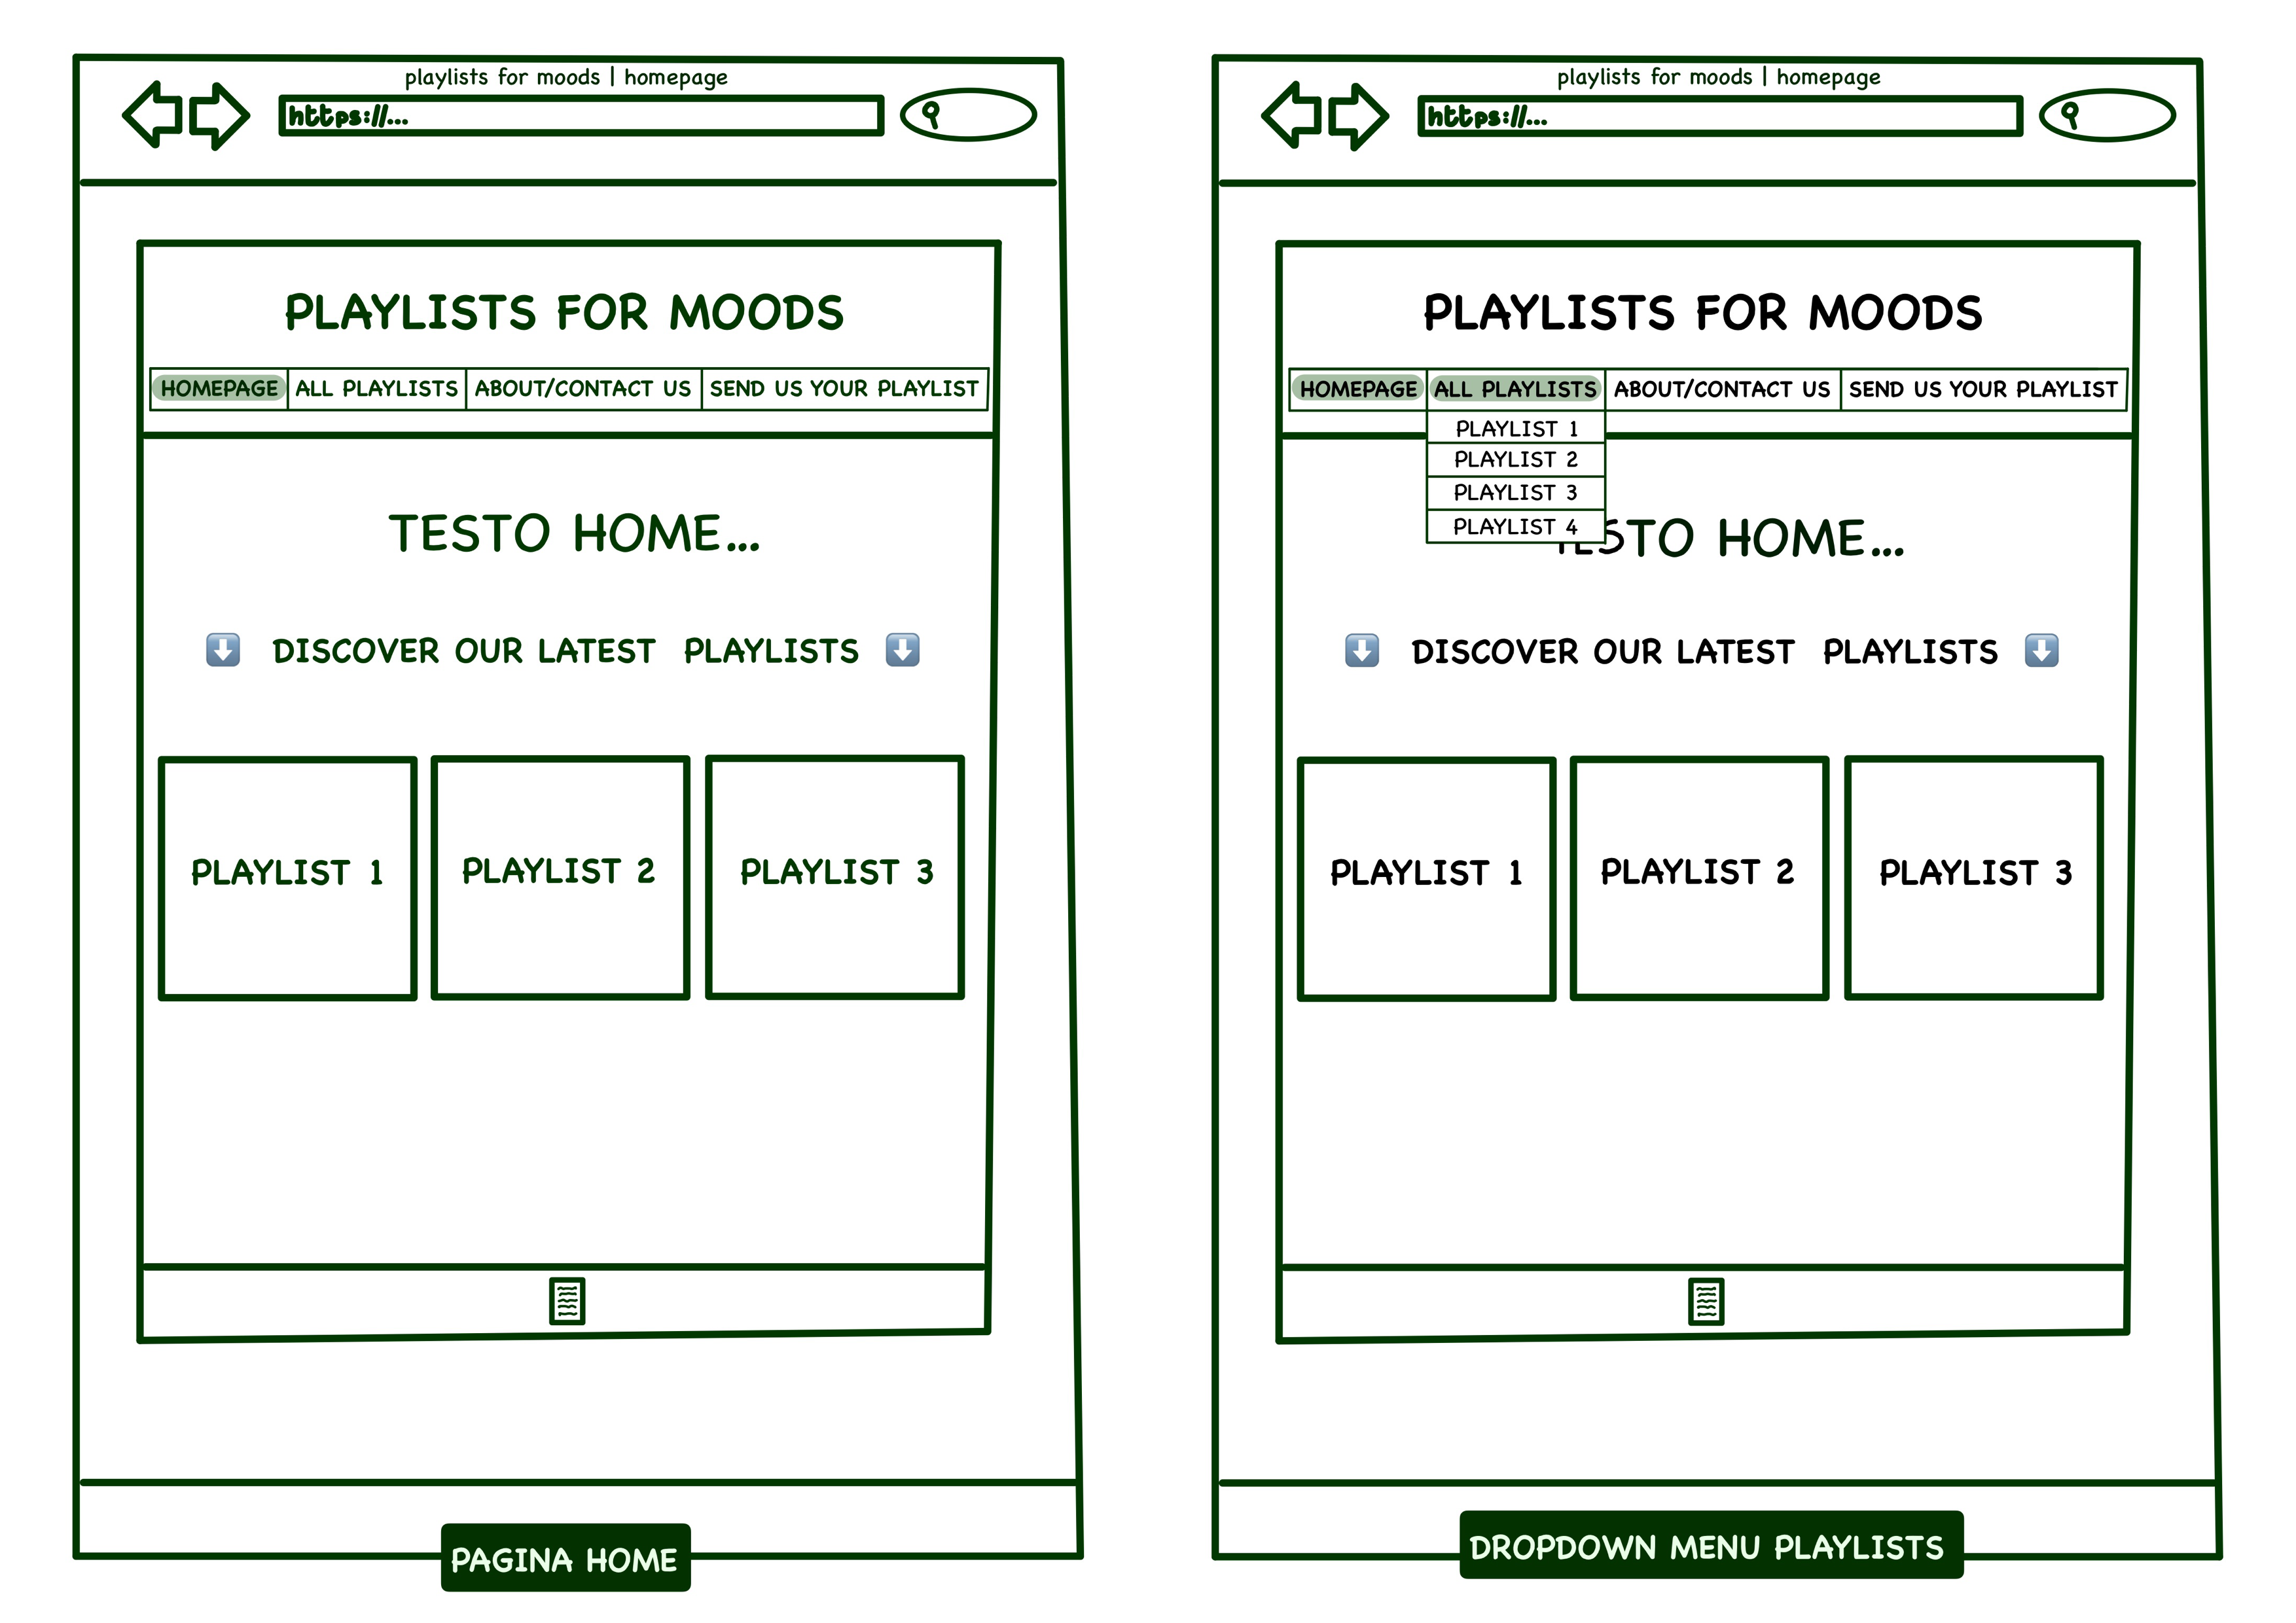 playlists for moods | homepage
https://...
PLAYLISTS FOR MOODS
HOMEPAGE ALL PLAYLISTS ABOUT/CONTACT US SEND US YOUR PLAYLIST
TESTO HOME...
⬇️ DISCOVER OUR LATEST PLAYLISTS ⬇️
PLAYLIST 1 PLAYLIST 2 PLAYLIST 3
PAGINA HOME
playlists for moods | homepage
https://...
PLAYLISTS FOR MOODS
HOMEPAGE ALL PLAYLISTS ABOUT/CONTACT US SEND US YOUR PLAYLIST
PLAYLIST 1
PLAYLIST 2
PLAYLIST 3
PLAYLIST 4
TESTO HOME...
⬇️ DISCOVER OUR LATEST PLAYLISTS ⬇️
PLAYLIST 1 PLAYLIST 2 PLAYLIST 3
DROPDOWN MENU PLAYLISTS